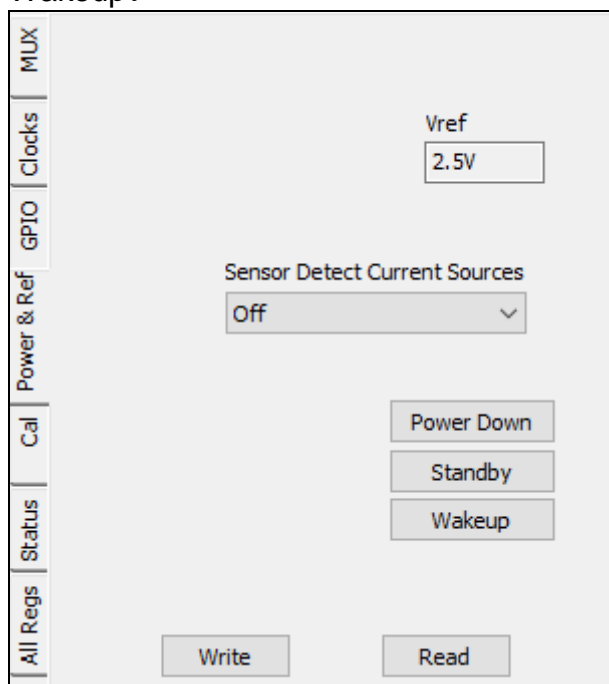 MUX
Clocks
GPIO
Power & Ref
Cal
Status
All Regs
Vref
2.5V
Sensor Detect Current Sources
Off
Power Down
Standby
Wakeup
Write
Read